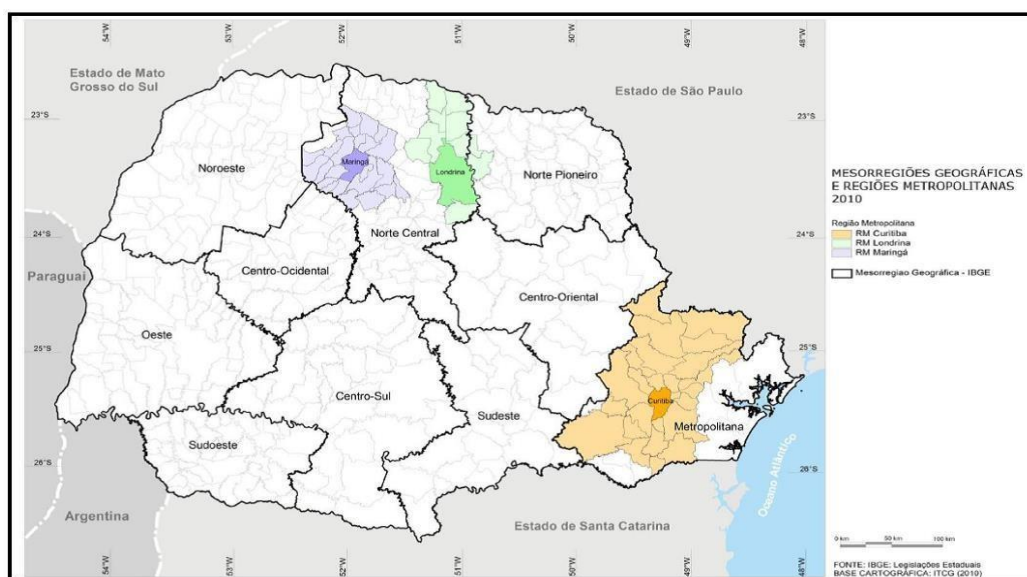 54°W
53°W
52°W
51°W
50°W
49°W
48°W
Estado de Mato
Grosso do Sul
Estado de São Paulo
23°S
23°S
Noroeste
Maringá
Londrina
Norte Pioneiro
MESORREGIÕES GEOGRÁFICAS
E REGIÕES METROPOLITANAS
2010
Região Metropolitana
RM Curitiba
RM Londrina
RM Maringá
Mesorregiao Geográfica - IBGE
Norte Central
24°S
24°S
Paraguai
Centro-Ocidental
Centro-Oriental
Oeste
25°S
25°S
Centro-Sul
Curitiba
Sudeste
Metropolitana
Sudoeste
26°S
26°S
Oceano Atlântico
Argentina
Estado de Santa Catarina
0 km 50 km 100 km
54°W
53°W
52°W
51°W
50°W
49°W
48°W
FONTE: IBGE: Legislações Estaduais
BASE CARTOGRÁFICA: ITCG (2010)